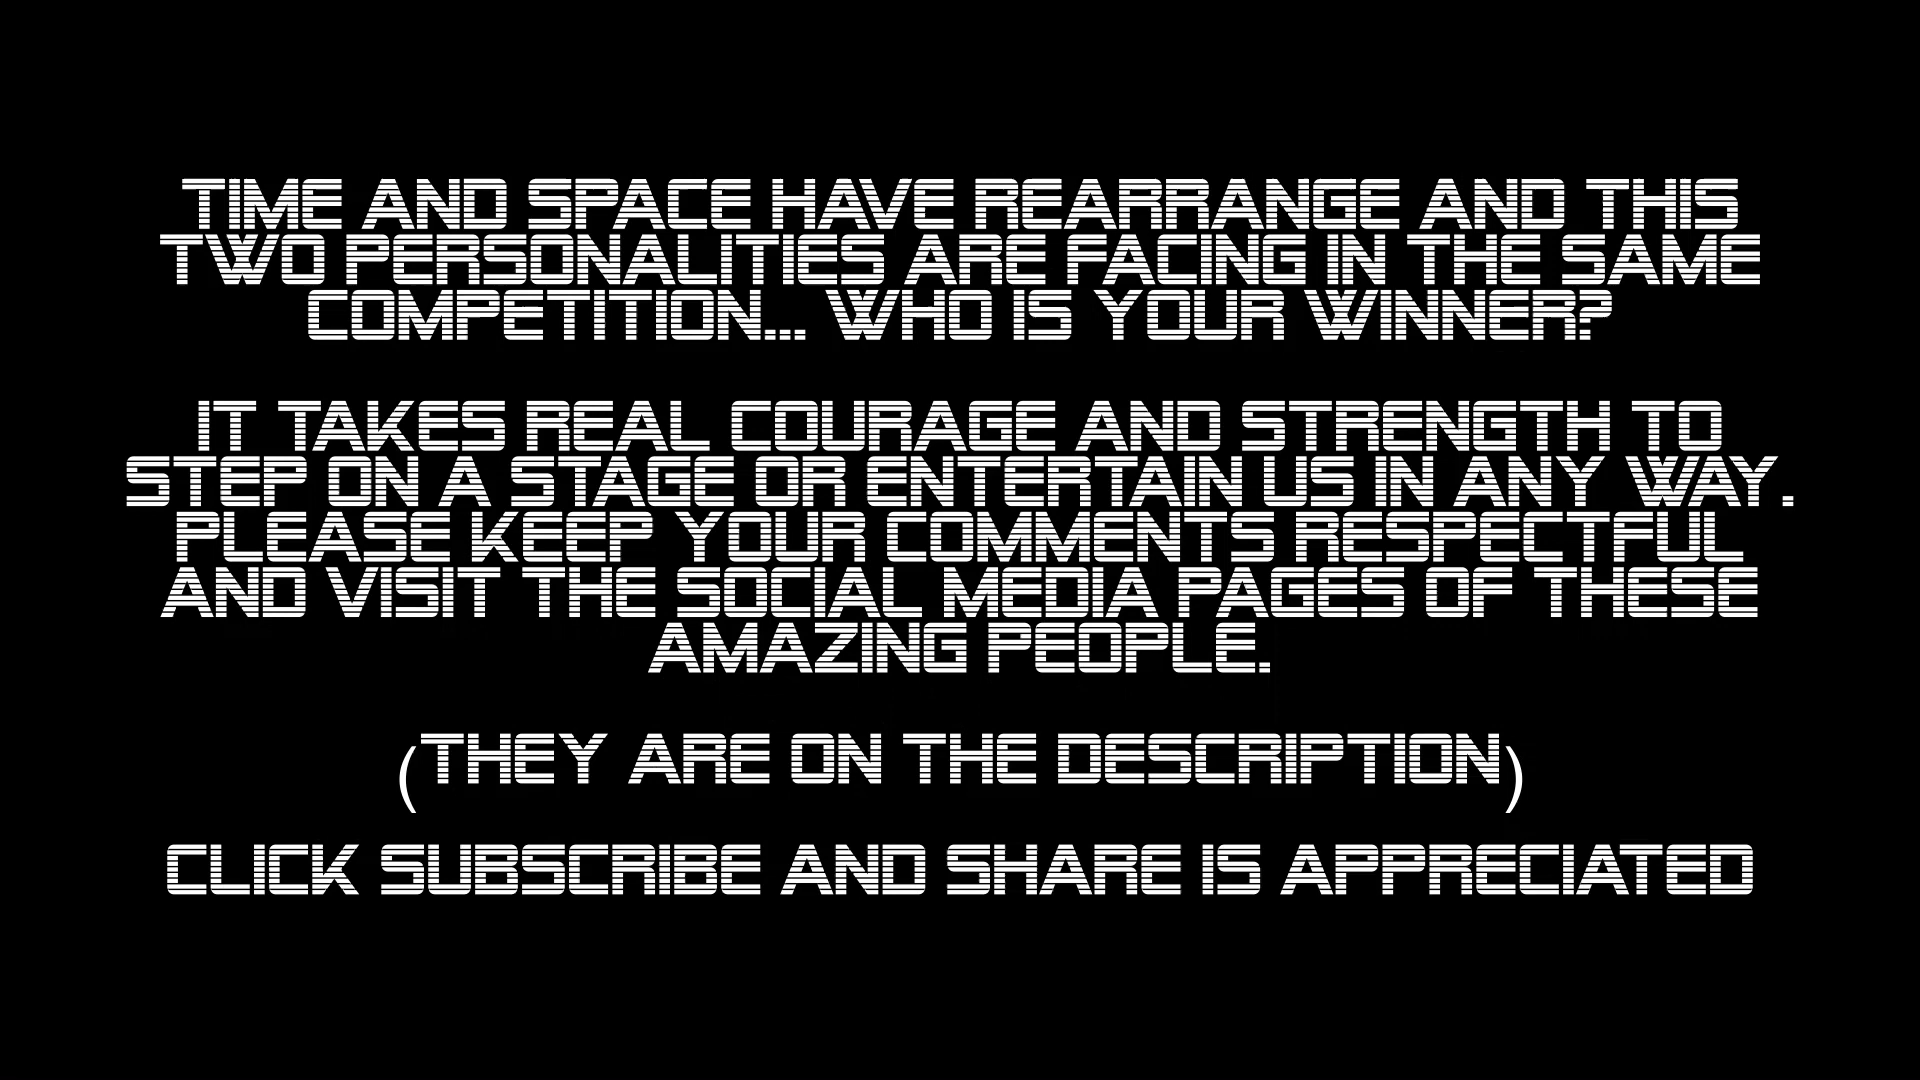 TIME AND SPACE HAVE REARRANGE AND THIS
TWO PERSONALITIES ARE FACING IN THE SAME
COMPETITION... WHO IS YOUR WINNER?
IT TAKES REAL COURAGE AND STRENGTH TO
STEP ON A STAGE OR ENTERTAIN US IN ANY WAY.
PLEASE KEEP YOUR COMMENTS RESPECTFUL
AND VISIT THE SOCIAL MEDIA PAGES OF THESE
AMAZING PEOPLE.
(THEY ARE ON THE DESCRIPTION)
CLICK SUBSCRIBE AND SHARE IS APPRECIATED